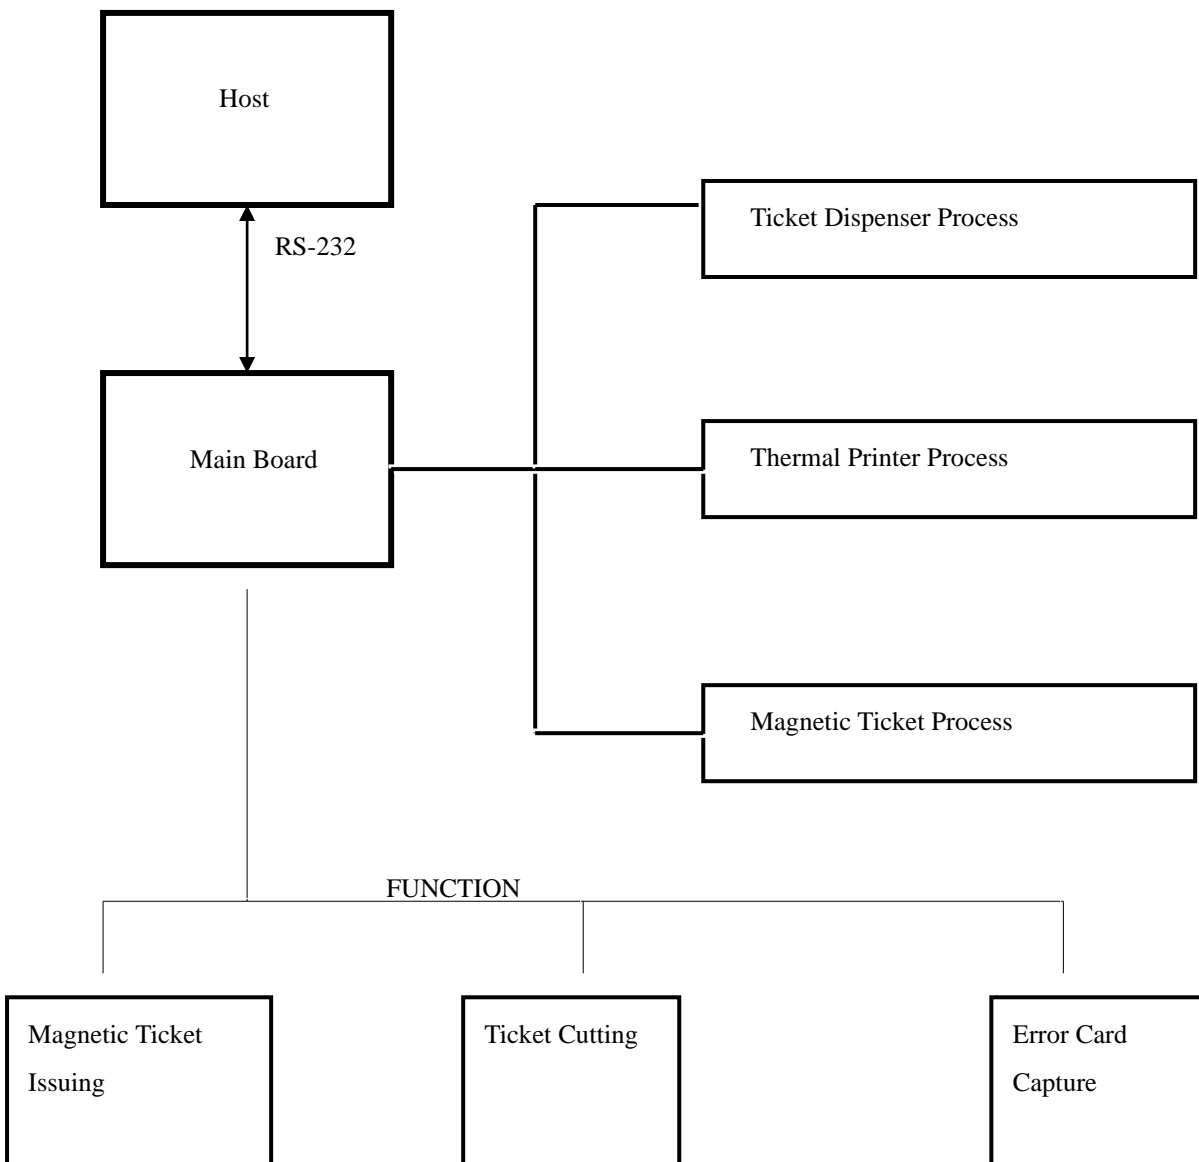 Host
RS-232
Ticket Dispenser Process
Main Board
Thermal Printer Process
Magnetic Ticket Process
FUNCTION
Magnetic Ticket
Issuing
Ticket Cutting
Error Card
Capture